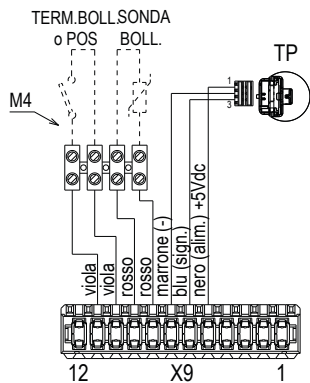 TERM.BOLL. SONDA
o POS BOLL.
TP
M4
1
3
viola
viola
rosso
rosso
marrone (-)
blu (sign.)
nero (alim.) +5Vdc
12 X9 1